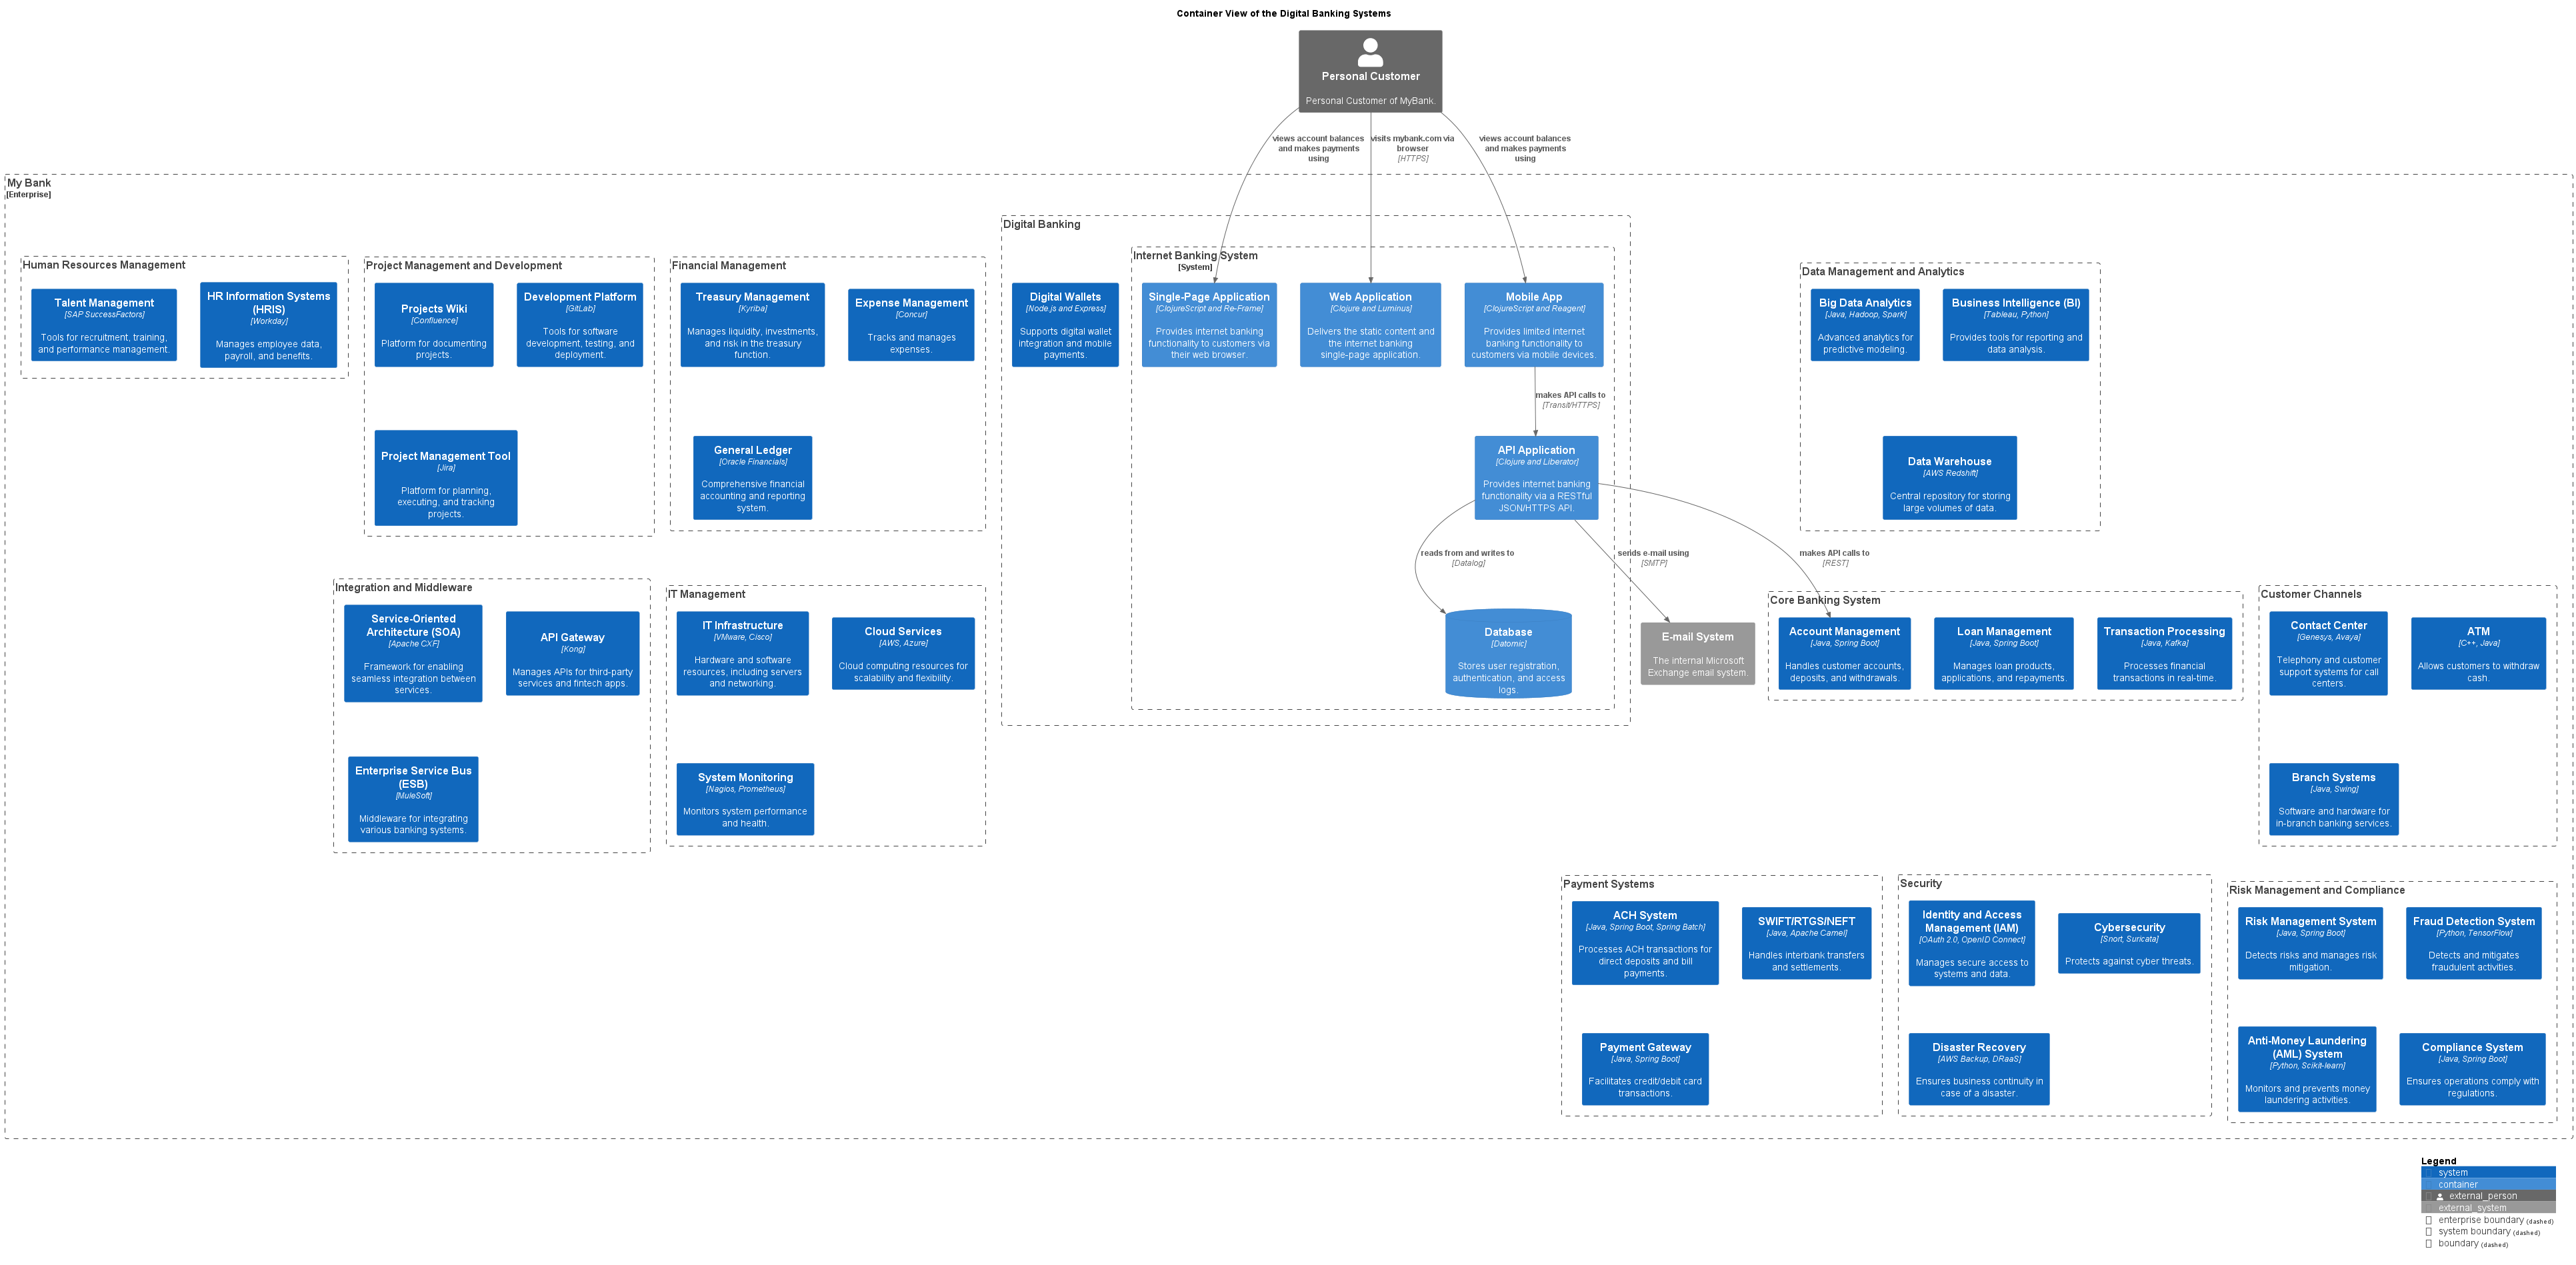 Container View of the Digital Banking Systems
Personal Customer
Personal Customer of MyBank.
views account balances
and makes payments
using
visits mybank.com via
browser
[HTTPS]
views account balances
and makes payments
using
My Bank
[Enterprise]
Digital Banking
Human Resources Management
Talent Management
[SAP SuccessFactors]
Tools for recruitment, training,
and performance management.
HR Information Systems
(HRIS)
[Workday]
Manages employee data,
payroll, and benefits.
Project Management and Development
Projects Wiki
[Confluence]
Platform for documenting
projects.
Development Platform
[GitLab]
Tools for software
development, testing, and
deployment.
Project Management Tool
[Jira]
Platform for planning,
executing, and tracking
projects.
Financial Management
Treasury Management
[Kyriba]
Manages liquidity, investments,
and risk in the treasury
function.
Expense Management
[Concur]
Tracks and manages
expenses.
General Ledger
[Oracle Financials]
Comprehensive financial
accounting and reporting
system.
Digital Wallets
[Node.js and Express]
Supports digital wallet
integration and mobile
payments.
Internet Banking System
[System]
Single-Page Application
[ClojureScript and Re-Frame]
Provides internet banking
functionality to customers via
their web browser.
Web Application
[Clojure and Luminus]
Delivers the static content and
the internet banking
single-page application.
Mobile App
[ClojureScript and Reagent]
Provides limited internet
banking functionality to
customers via mobile devices.
makes API calls to
[Transit/HTTPS]
API Application
[Clojure and Liberator]
Provides internet banking
functionality via a RESTful
JSON/HTTPS API.
reads from and writes to
[Datalog]
sends e-mail using
[SMTP]
makes API calls to
[REST]
Database
[Datomic]
Stores user registration,
authentication, and access
logs.
E-mail System
The internal Microsoft
Exchange email system.
Data Management and Analytics
Big Data Analytics
[Java, Hadoop, Spark]
Advanced analytics for
predictive modeling.
Business Intelligence (BI)
[Tableau, Python]
Provides tools for reporting and
data analysis.
Data Warehouse
[AWS Redshift]
Central repository for storing
large volumes of data.
Integration and Middleware
Service-Oriented
Architecture (SOA)
[Apache CXF]
Framework for enabling
seamless integration between
services.
API Gateway
[Kong]
Manages APIs for third-party
services and fintech apps.
Enterprise Service Bus
(ESB)
[MuleSoft]
Middleware for integrating
various banking systems.
IT Management
IT Infrastructure
[VMware, Cisco]
Hardware and software
resources, including servers
and networking.
Cloud Services
[AWS, Azure]
Cloud computing resources for
scalability and flexibility.
System Monitoring
[Nagios, Prometheus]
Monitors system performance
and health.
Core Banking System
Account Management
[Java, Spring Boot]
Handles customer accounts,
deposits, and withdrawals.
Loan Management
[Java, Spring Boot]
Manages loan products,
applications, and repayments.
Transaction Processing
[Java, Kafka]
Processes financial
transactions in real-time.
Customer Channels
Contact Center
[Genesys, Avaya]
Telephony and customer
support systems for call
centers.
ATM
[C++, Java]
Allows customers to withdraw
cash.
Branch Systems
[Java, Swing]
Software and hardware for
in-branch banking services.
Payment Systems
ACH System
[Java, Spring Boot, Spring Batch]
Processes ACH transactions for
direct deposits and bill
payments.
SWIFT/RTGS/NEFT
[Java, Apache Camel]
Handles interbank transfers
and settlements.
Payment Gateway
[Java, Spring Boot]
Facilitates credit/debit card
transactions.
Security
Identity and Access
Management (IAM)
[OAuth 2.0, OpenID Connect]
Manages secure access to
systems and data.
Cybersecurity
[Snort, Suricata]
Protects against cyber threats.
Disaster Recovery
[AWS Backup, DRaaS]
Ensures business continuity in
case of a disaster.
Risk Management and Compliance
Risk Management System
[Java, Spring Boot]
Detects risks and manages risk
mitigation.
Fraud Detection System
[Python, TensorFlow]
Detects and mitigates
fraudulent activities.
Anti-Money Laundering
(AML) System
[Python, Scikit-learn]
Monitors and prevents money
laundering activities.
Compliance System
[Java, Spring Boot]
Ensures operations comply with
regulations.
Legend
system
container
external_person
external_system
enterprise boundary (dashed)
system boundary (dashed)
boundary (dashed)